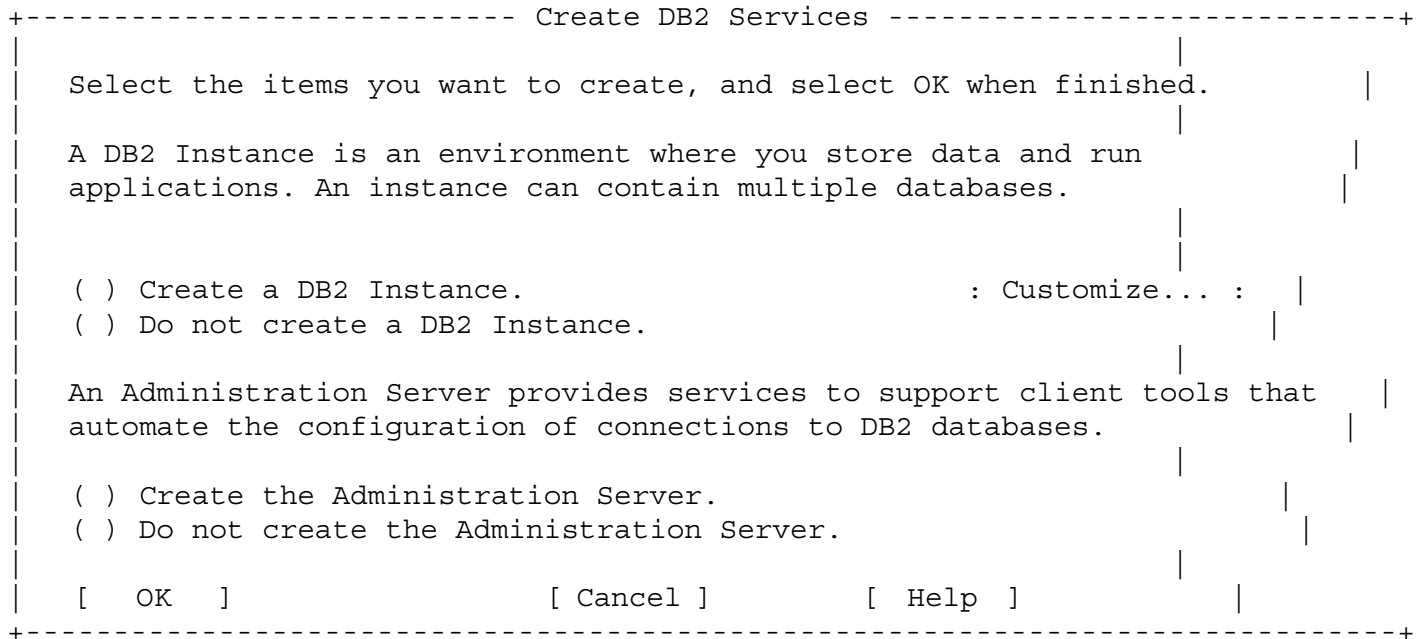 +---------------------------- Create DB2 Services -----------------------------+
| |
| Select the items you want to create, and select OK when finished. |
| |
| A DB2 Instance is an environment where you store data and run |
| applications. An instance can contain multiple databases. |
| |
| |
| ( ) Create a DB2 Instance. : Customize... : |
| ( ) Do not create a DB2 Instance. |
| |
| An Administration Server provides services to support client tools that |
| automate the configuration of connections to DB2 databases. |
| |
| ( ) Create the Administration Server. |
| ( ) Do not create the Administration Server. |
| |
| [ OK ] [ Cancel ] [ Help ] |
+------------------------------------------------------------------------------+